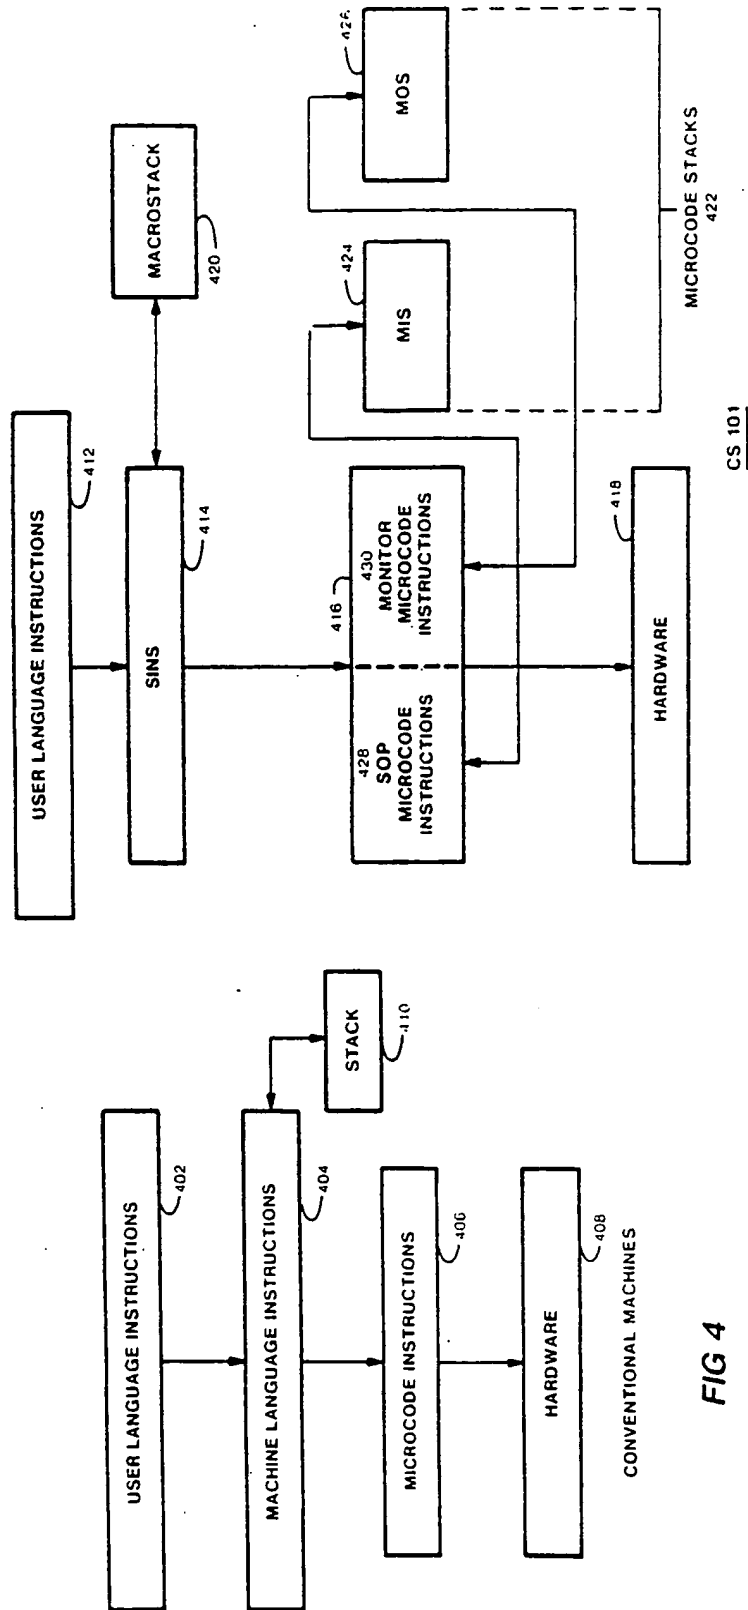 USER LANGUAGE INSTRUCTIONS
402
MACHINE LANGUAGE INSTRUCTIONS
404
STACK
410
MICROCODE INSTRUCTIONS
406
HARDWARE
408
CONVENTIONAL MACHINES
FIG 4
USER LANGUAGE INSTRUCTIONS
412
SINS
414
MACROSTACK
420
416
428
SOP
MICROCODE
INSTRUCTIONS
430
MONITOR
MICROCODE
INSTRUCTIONS
MIS
424
MOS
426
MICROCODE STACKS
422
HARDWARE
418
CS 101